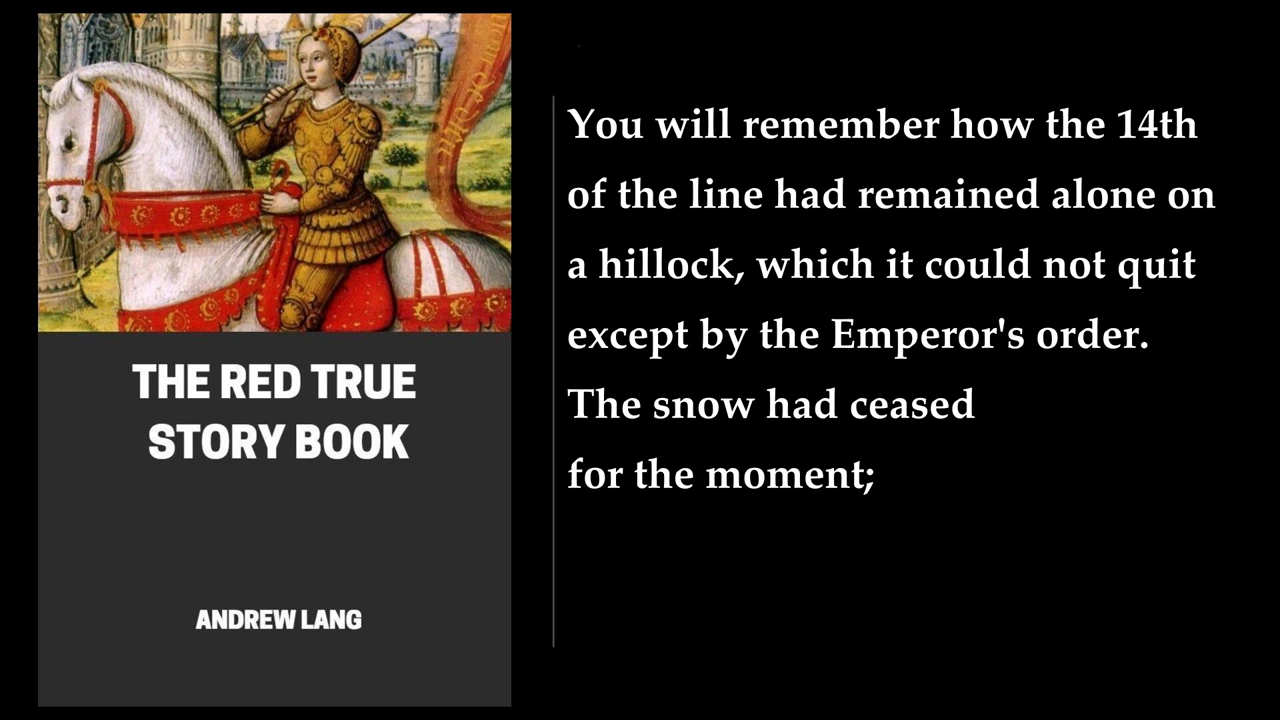 THE RED TRUE
STORY BOOK
ANDREW LANG
You will remember how the 14th
of the line had remained alone on
a hillock, which it could not quit
except by the Emperor's order.
The snow had ceased
for the moment;